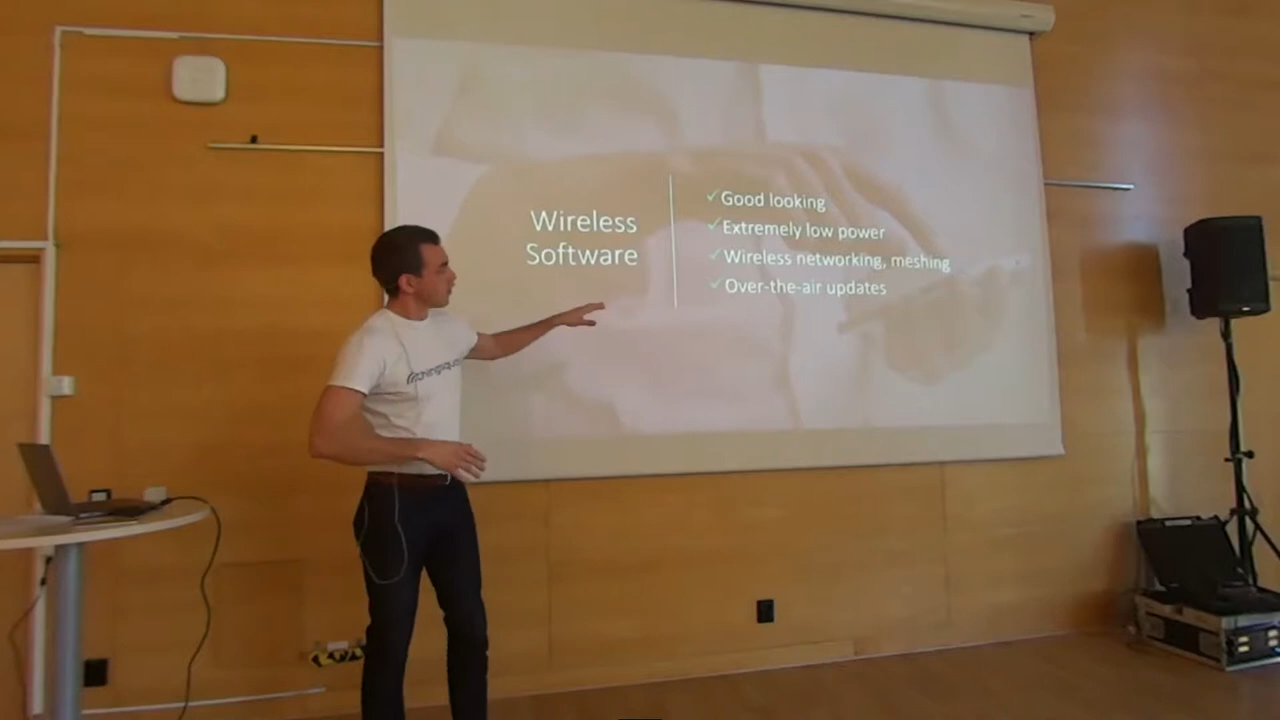 Wireless
Software
Good looking
Extremely low power
Wireless networking, meshing
Over-the-air updates